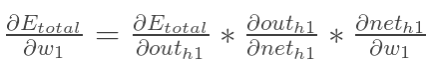 ∂E_total/∂w_1 = ∂E_total/∂out_h1 * ∂out_h1/∂net_h1 * ∂net_h1/∂w_1